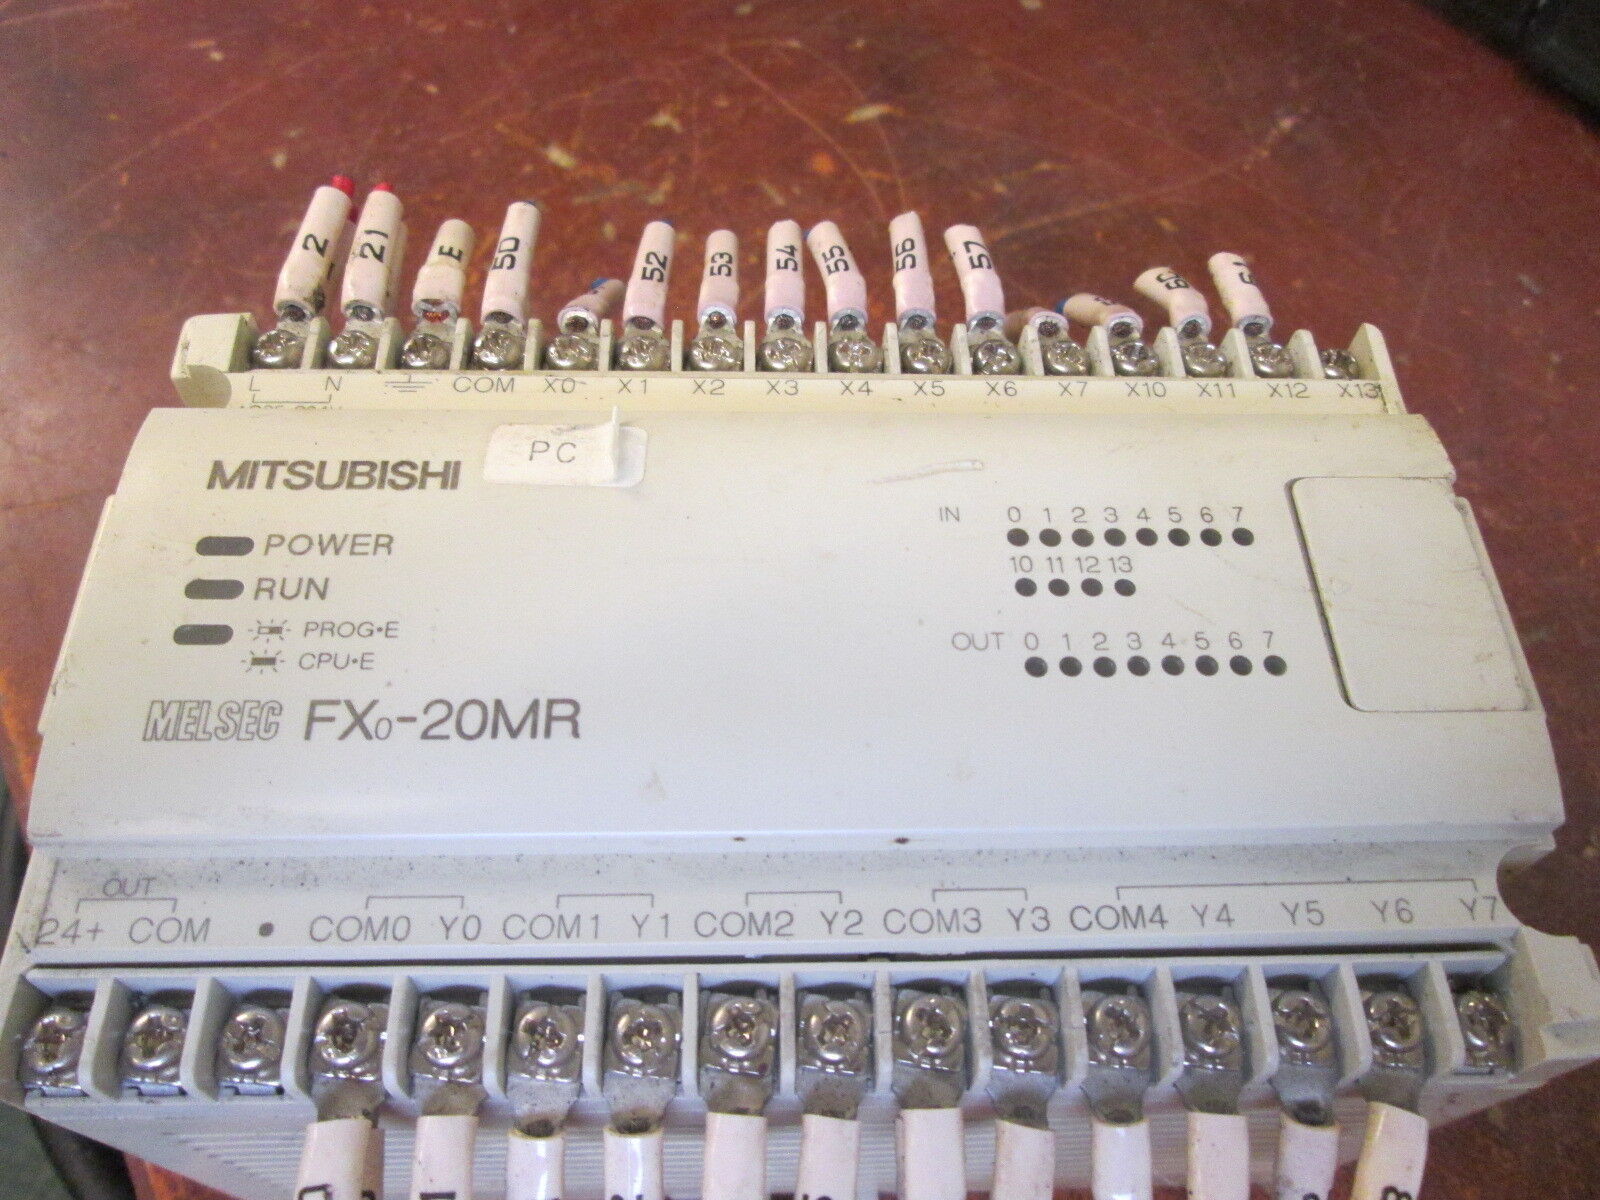 2 21 E 50 52 53 54 55 56 57
L N COM X0 X1 X2 X3 X4 X5 X6 X7 X10 X11 X12 X13
PC
MITSUBISHI
POWER
RUN
PROG•E
CPU•E
MELSEC FX0-20MR
IN 0 1 2 3 4 5 6 7
10 11 12 13
OUT 0 1 2 3 4 5 6 7
OUT
24+ COM • COM0 Y0 COM1 Y1 COM2 Y2 COM3 Y3 COM4 Y4 Y5 Y6 Y7